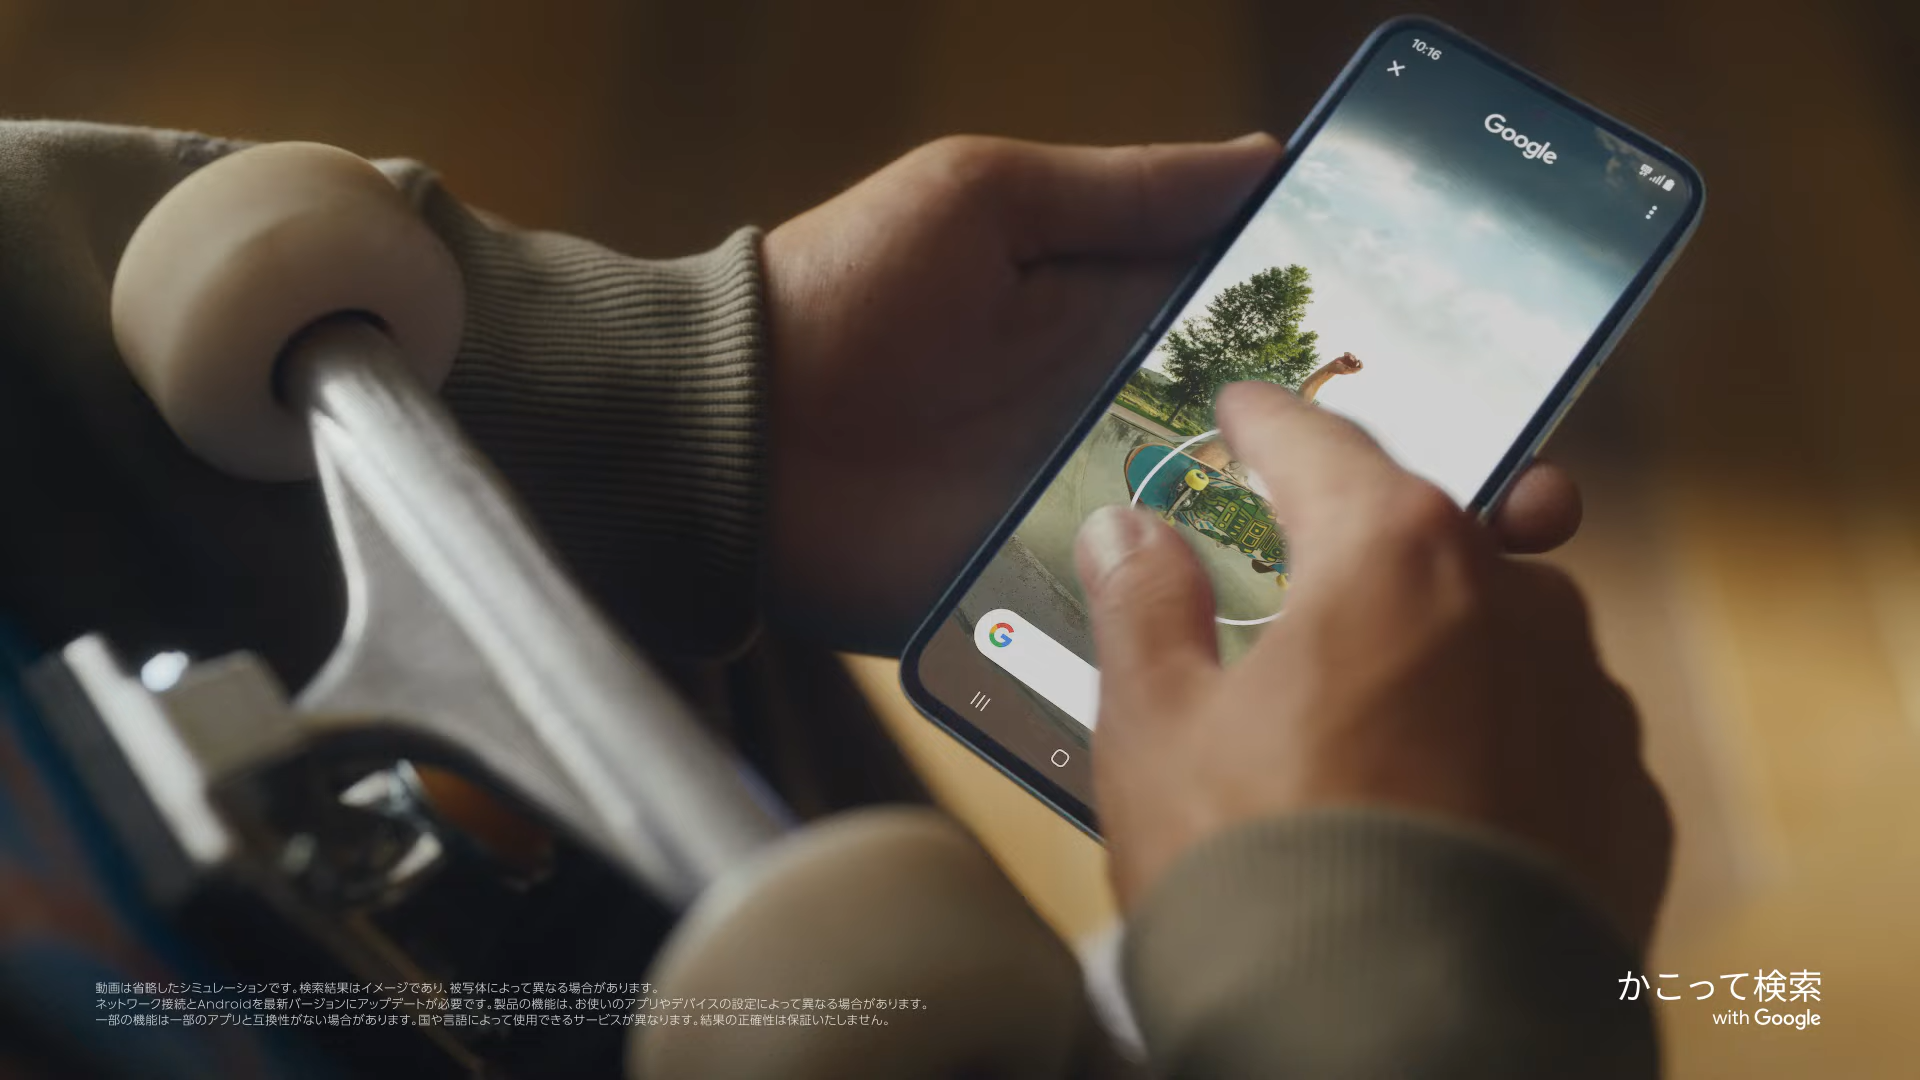 10:16
Google
動画は省略したシミュレーションです。検索結果はイメージであり、被写体によって異なる場合があります。
ネットワーク接続とAndroidを最新バージョンにアップデートが必要です。製品の機能は、お使いのアプリやデバイスの設定によって異なる場合があります。
一部の機能は一部のアプリと互換性がない場合があります。国や言語によって使用できるサービスが異なります。結果の正確性は保証いたしません。
かこって検索
with Google